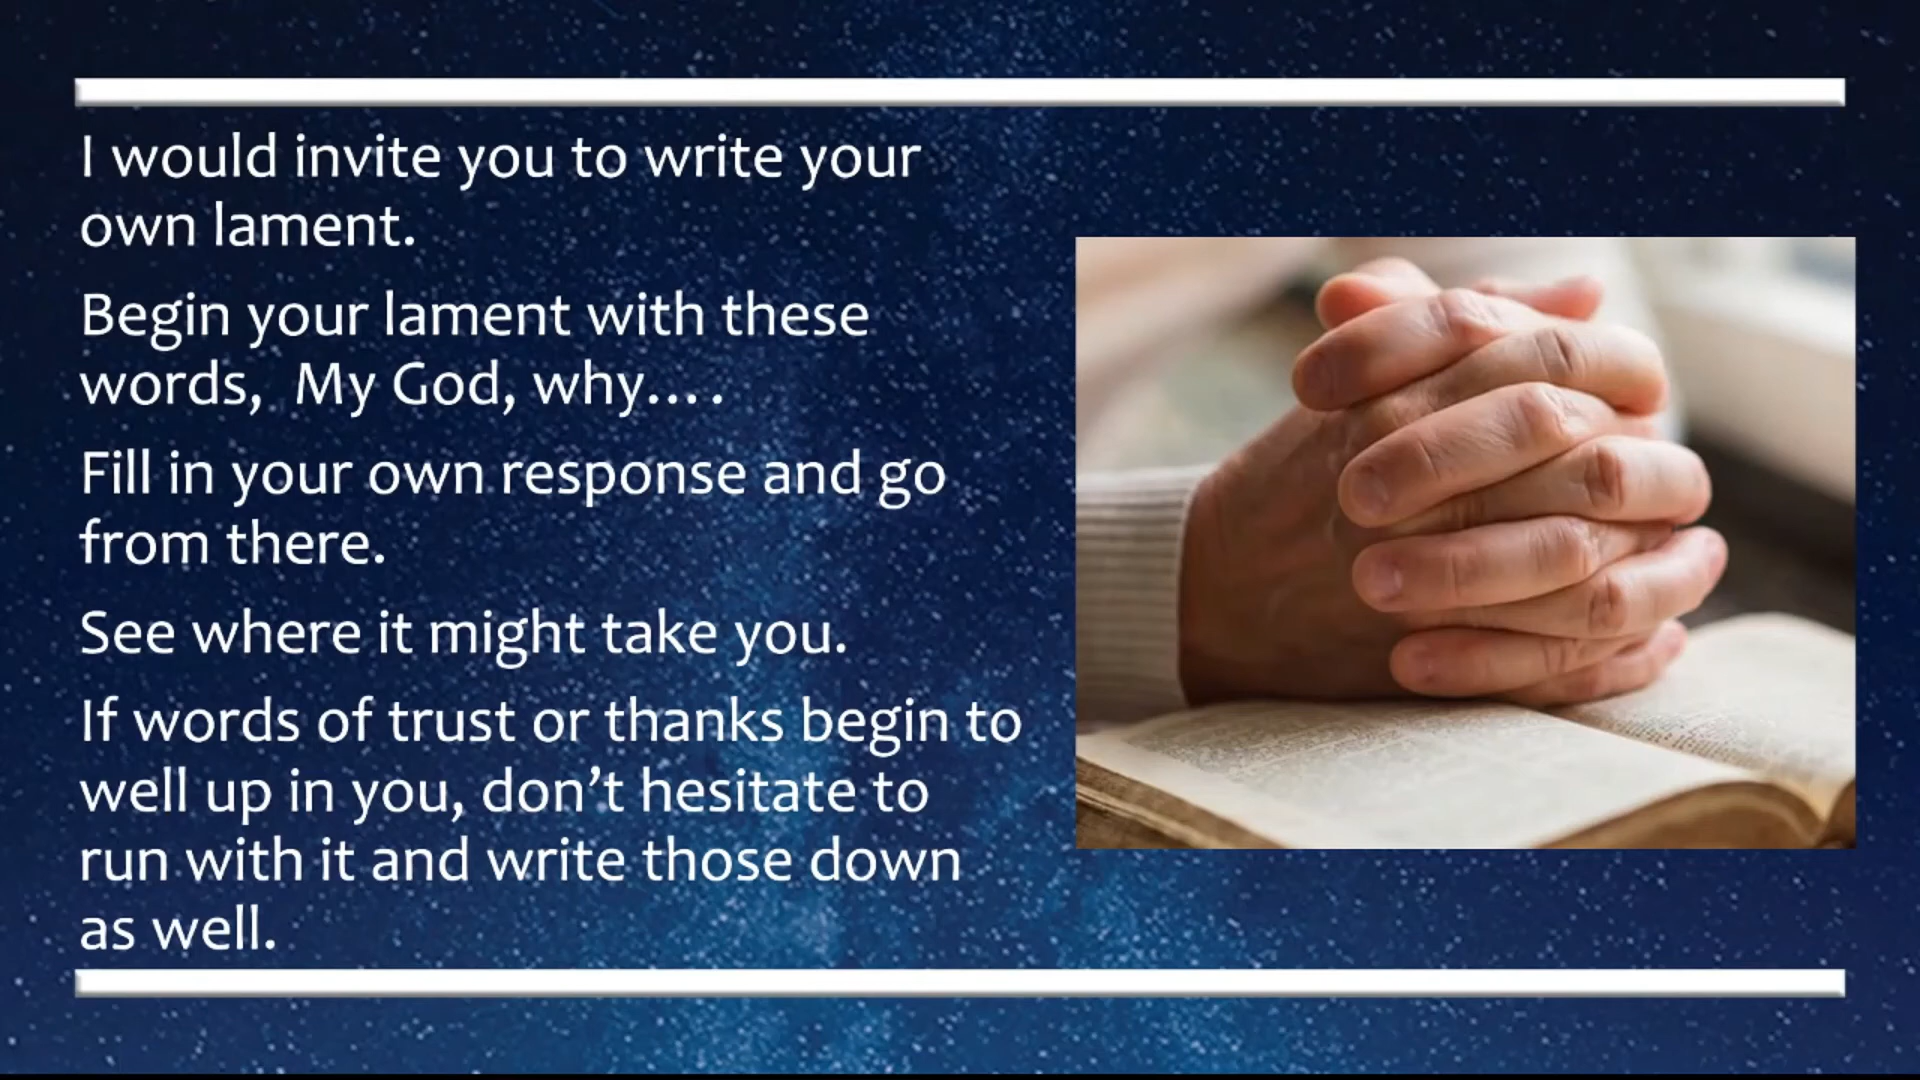 I would invite you to write your
own lament.
Begin your lament with these
words,  My God, why….
Fill in your own response and go
from there.
See where it might take you.
If words of trust or thanks begin to
well up in you, don’t hesitate to
run with it and write those down
as well.